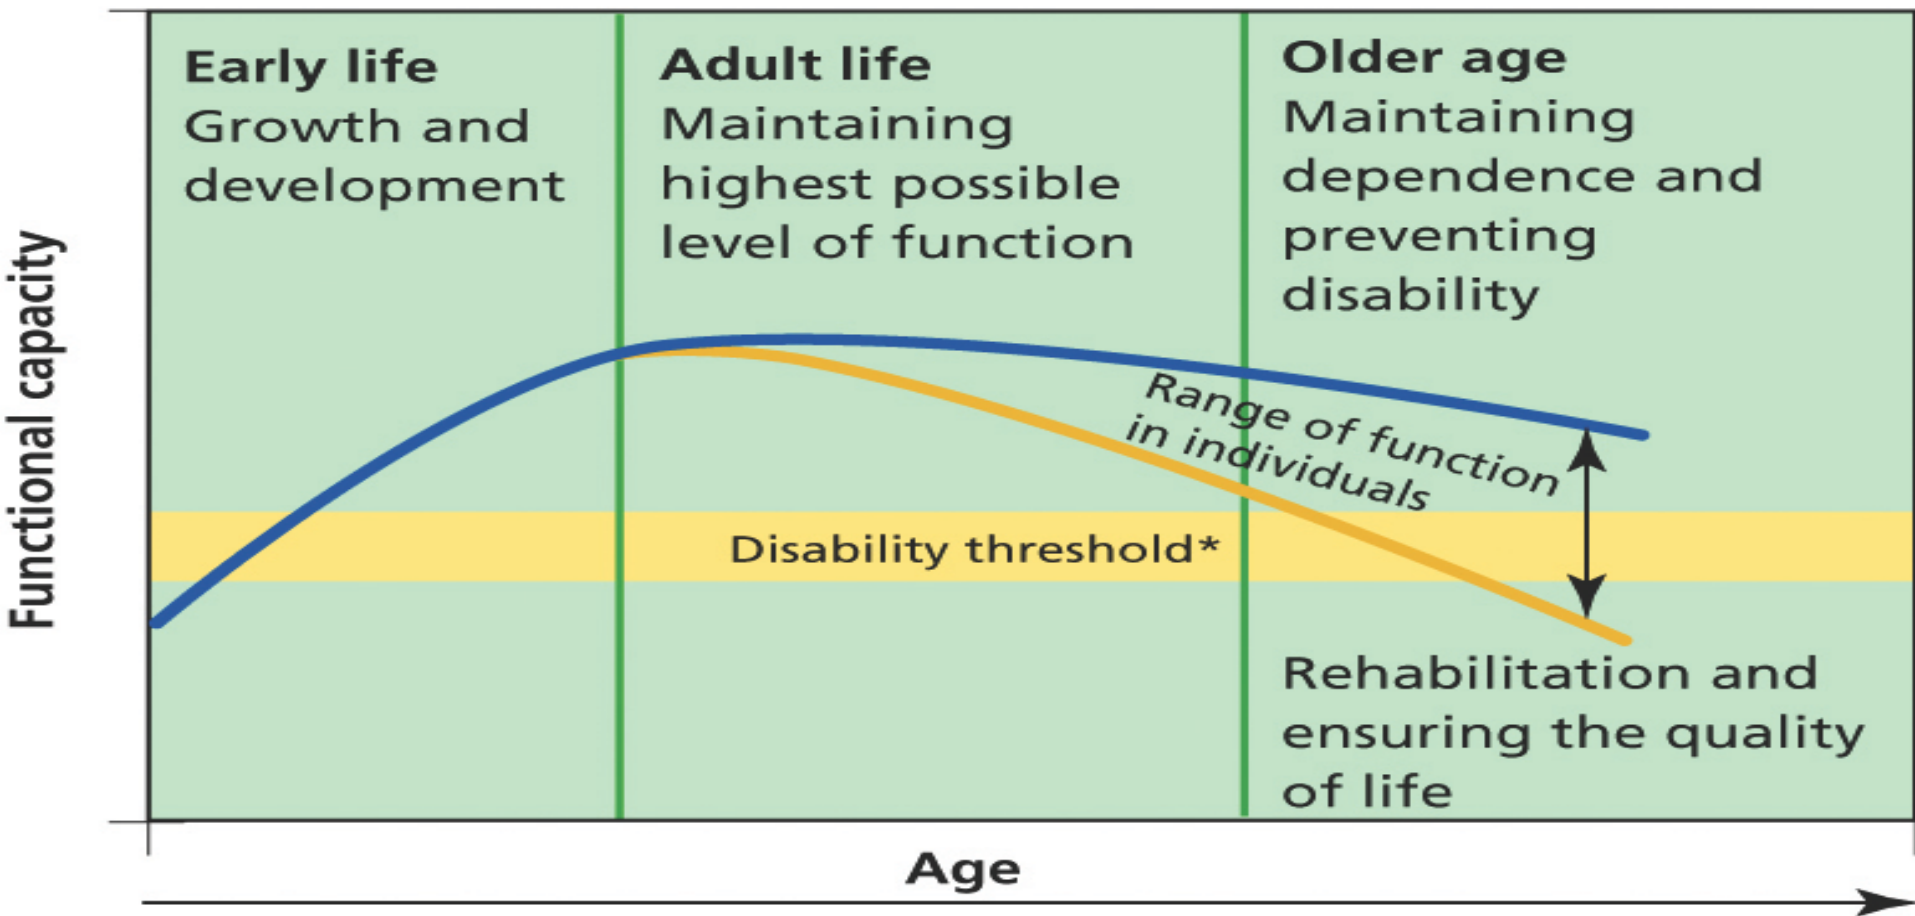 Early life
Growth and
development
Adult life
Maintaining
highest possible
level of function
Older age
Maintaining
dependence and
preventing
disability
Functional capacity
Range of function
in individuals
Disability threshold*
Rehabilitation and
ensuring the quality
of life
Age